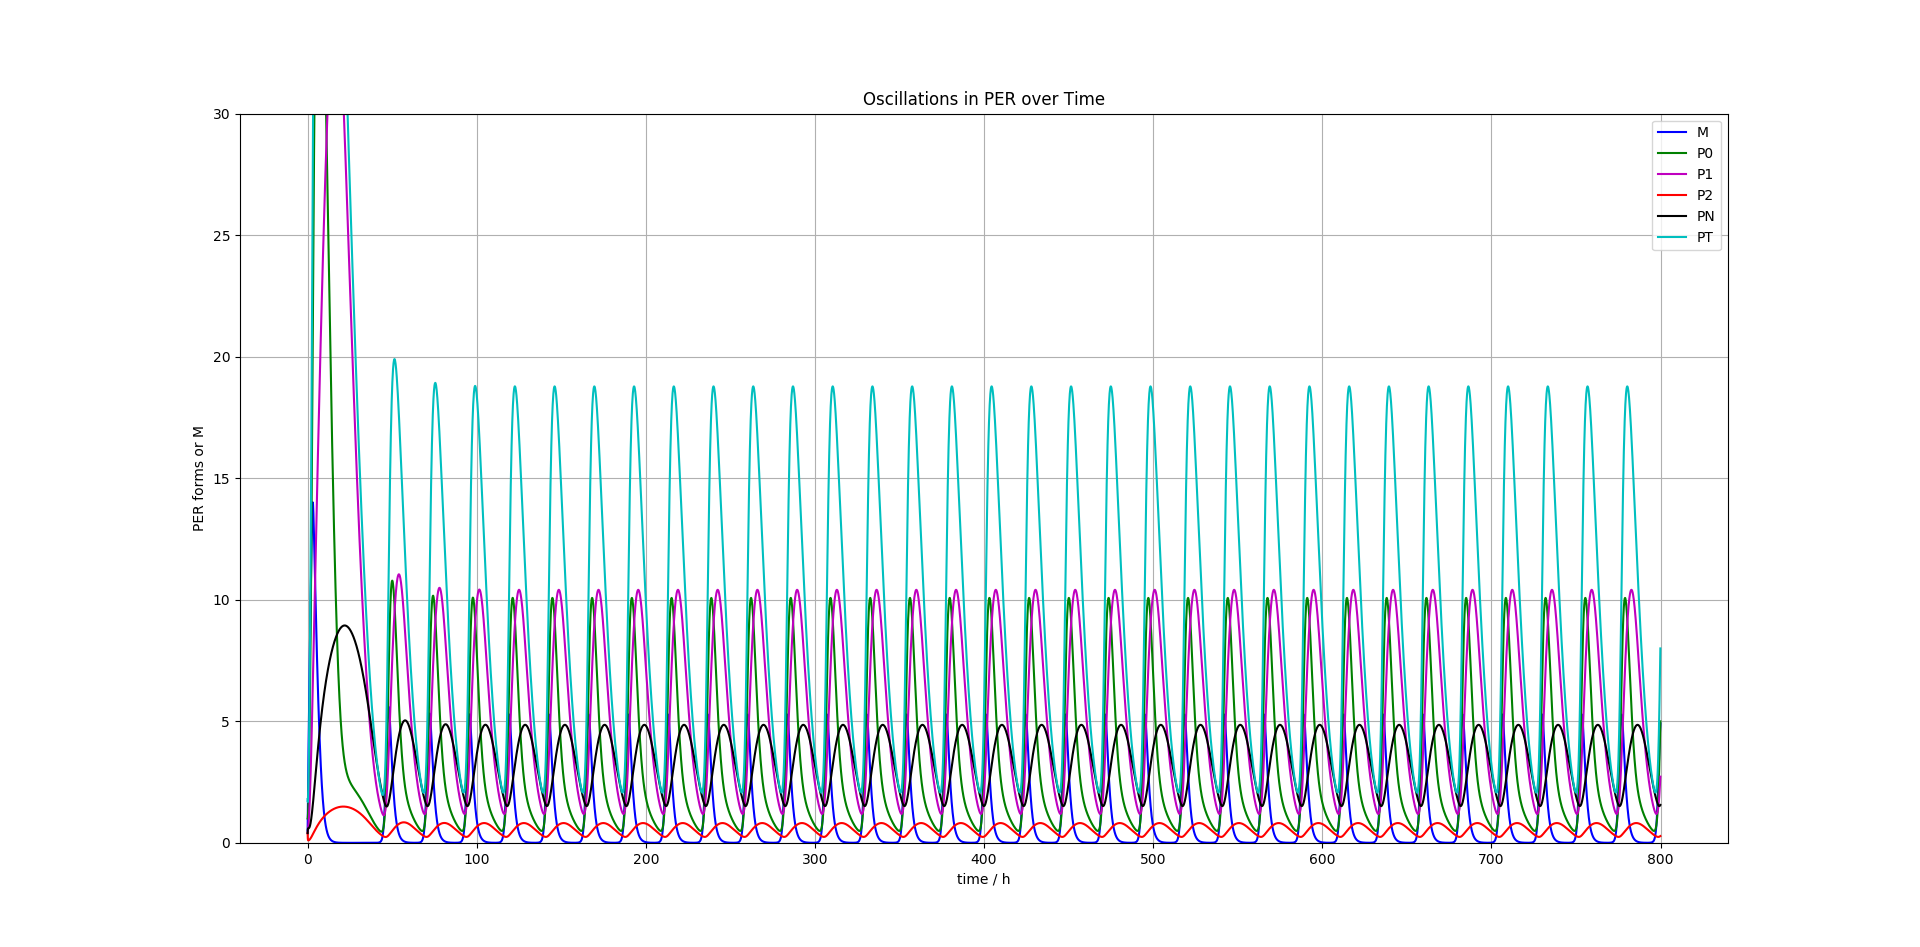 Oscillations in PER over Time
30
25
20
15
10
5
0
PER forms or M
0 100 200 300 400 500 600 700 800
time / h
M
P0
P1
P2
PN
PT